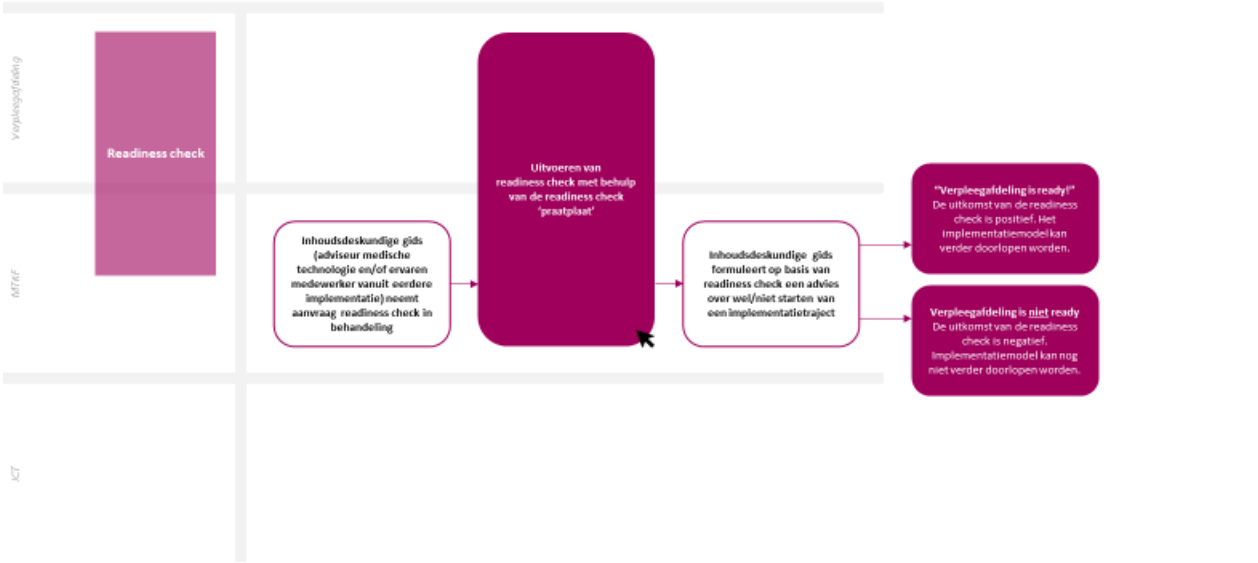 Verpleegafdeling
Readiness check
MTKF
ICT
Inhoudsdeskundige gids
(adviseur medische
technologie en/of ervaren
medewerker vanuit eerdere
implementatie) neemt
aanvraag readiness check in
behandeling
Uitvoeren van
readiness check met behulp
van de readiness check
‘praatplaat’
Inhoudsdeskundige gids
formuleert op basis van
readiness check een advies
over wel/niet starten van
een implementatietraject
“Verpleegafdeling is ready!”
De uitkomst van de readiness
check is positief. Het
implementatiemodel kan
verder doorlopen worden.
Verpleegafdeling is niet ready
De uitkomst van de readiness
check is negatief.
Implementatiemodel kan nog
niet verder doorlopen worden.